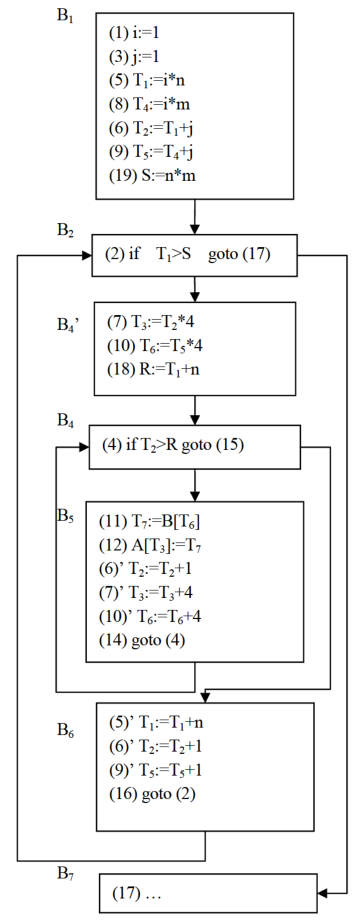 B₁
(1) i:=1
(3) j:=1
(5) T₁:=i*n
(8) T₄:=i*m
(6) T₂:=T₁+j
(9) T₅:=T₄+j
(19) S:=n*m
B₂
(2) if T₁>S goto (17)
B₄’
(7) T₃:=T₂*4
(10) T₆:=T₅*4
(18) R:=T₁+n
B₄
(4) if T₂>R goto (15)
B₅
(11) T₇:=B[T₆]
(12) A[T₃]:=T₇
(6)’ T₂:=T₂+1
(7)’ T₃:=T₃+4
(10)’ T₆:=T₆+4
(14) goto (4)
B₆
(5)’ T₁:=T₁+n
(6)’ T₂:=T₂+1
(9)’ T₅:=T₅+1
(16) goto (2)
B₇
(17) …